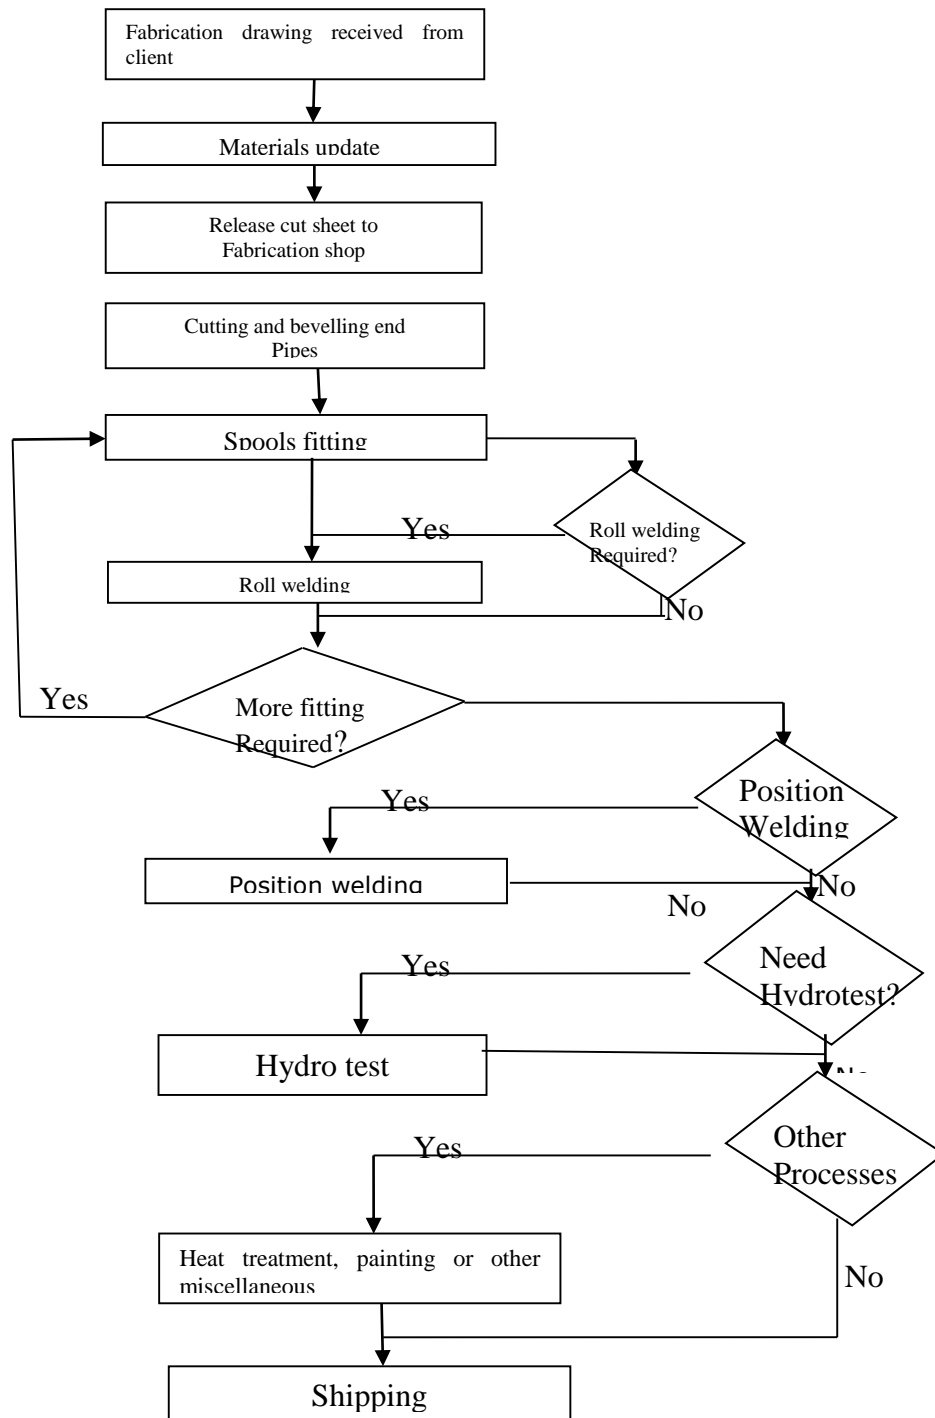 Fabrication drawing received from
client
Materials update
Release cut sheet to
Fabrication shop
Cutting and bevelling end
Pipes
Spools fitting
Yes
Roll welding
Required?
Roll welding
No
Yes
More fitting
Required?
Yes
Position
Welding
Position welding
No
No
Yes
Need
Hydrotest?
Hydro test
No
Yes
Other
Processes
Heat treatment, painting or other
miscellaneous
No
Shipping